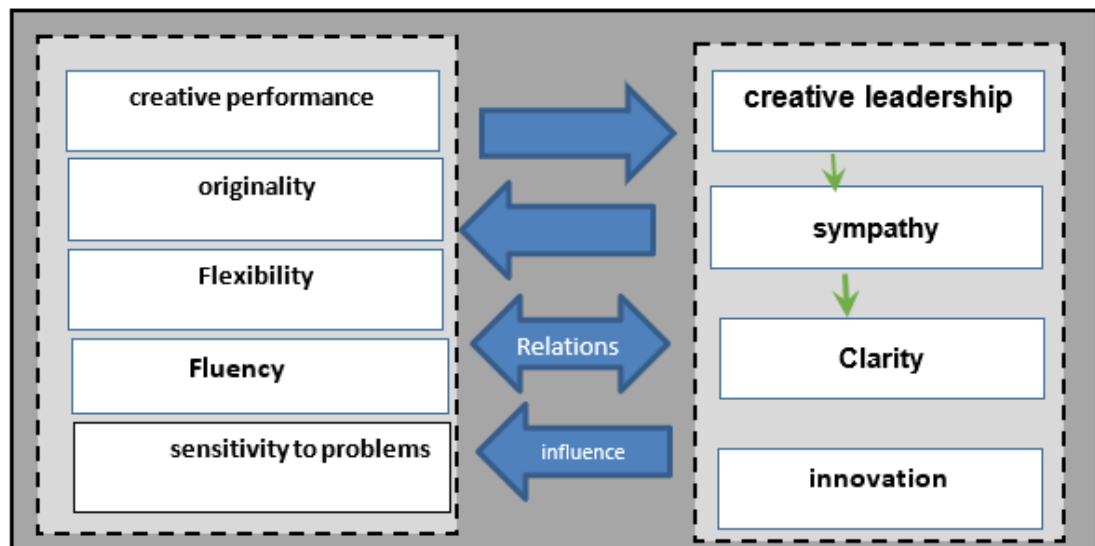 creative performance
originality
Flexibility
Fluency
sensitivity to problems
Relations
influence
creative leadership
sympathy
Clarity
innovation